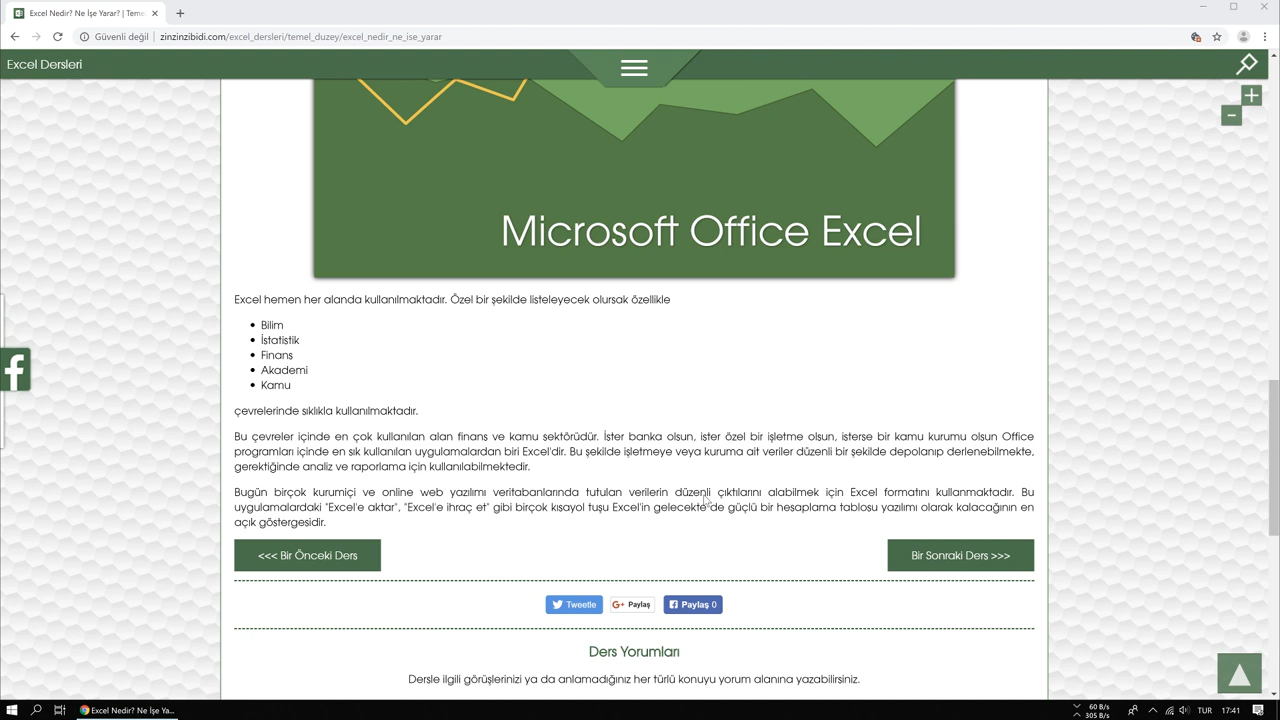 Excel Nedir? Ne İşe Yarar? | Teme
Güvenli değil | zinzinzibidi.com/excel_dersleri/temel_duzey/excel_nedir_ne_ise_yarar
Excel Dersleri
Microsoft Office Excel
Excel hemen her alanda kullanılmaktadır. Özel bir şekilde listeleyecek olursak özellikle
• Bilim
• İstatistik
• Finans
• Akademi
• Kamu
çevrelerinde sıklıkla kullanılmaktadır.
Bu çevreler içinde en çok kullanılan alan finans ve kamu sektörüdür. İster banka olsun, ister özel bir işletme olsun, isterse bir kamu kurumu olsun Office
programları içinde en sık kullanılan uygulamalardan biri Excel'dir. Bu şekilde işletmeye veya kuruma ait veriler düzenli bir şekilde depolanıp derlenebilmekte,
gerektiğinde analiz ve raporlama için kullanılabilmektedir.
Bugün birçok kurumiçi ve online web yazılımı veritabanlarında tutulan verilerin düzenli çıktılarını alabilmek için Excel formatını kullanmaktadır. Bu
uygulamalardaki "Excel'e aktar", "Excel'e ihraç et" gibi birçok kısayol tuşu Excel'in gelecekte de güçlü bir hesaplama tablosu yazılımı olarak kalacağının en
açık göstergesidir.
<<< Bir Önceki Ders
Bir Sonraki Ders >>>
Tweetle
G+ Paylaş
Paylaş 0
Ders Yorumları
Dersle ilgili görüşlerinizi ya da anlamadığınız her türlü konuyu yorum alanına yazabilirsiniz.
Excel Nedir? Ne İşe Ya...
60 B/s
305 B/s
TUR
17:41